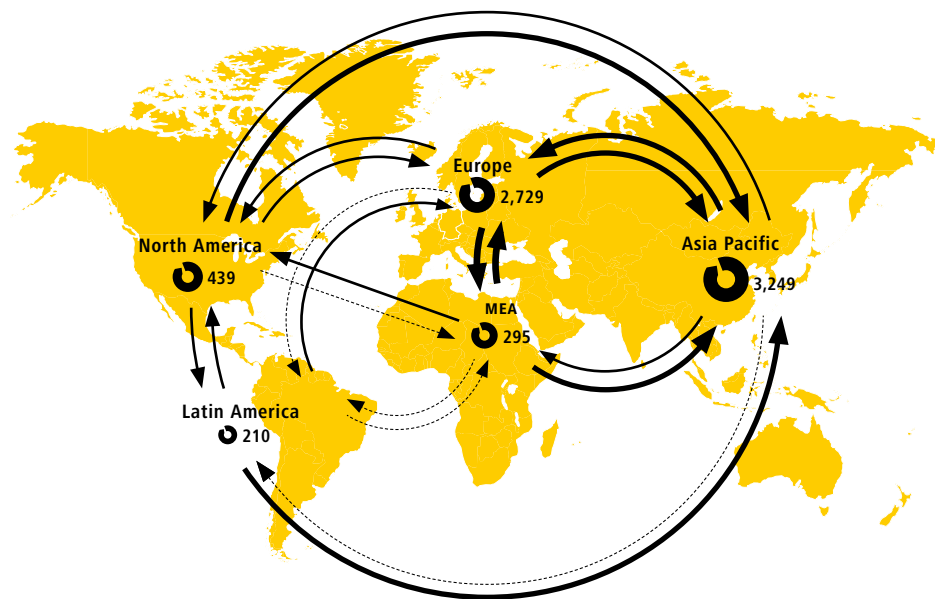 Europe
2,729
North America
439
Asia Pacific
3,249
MEA
295
Latin America
210